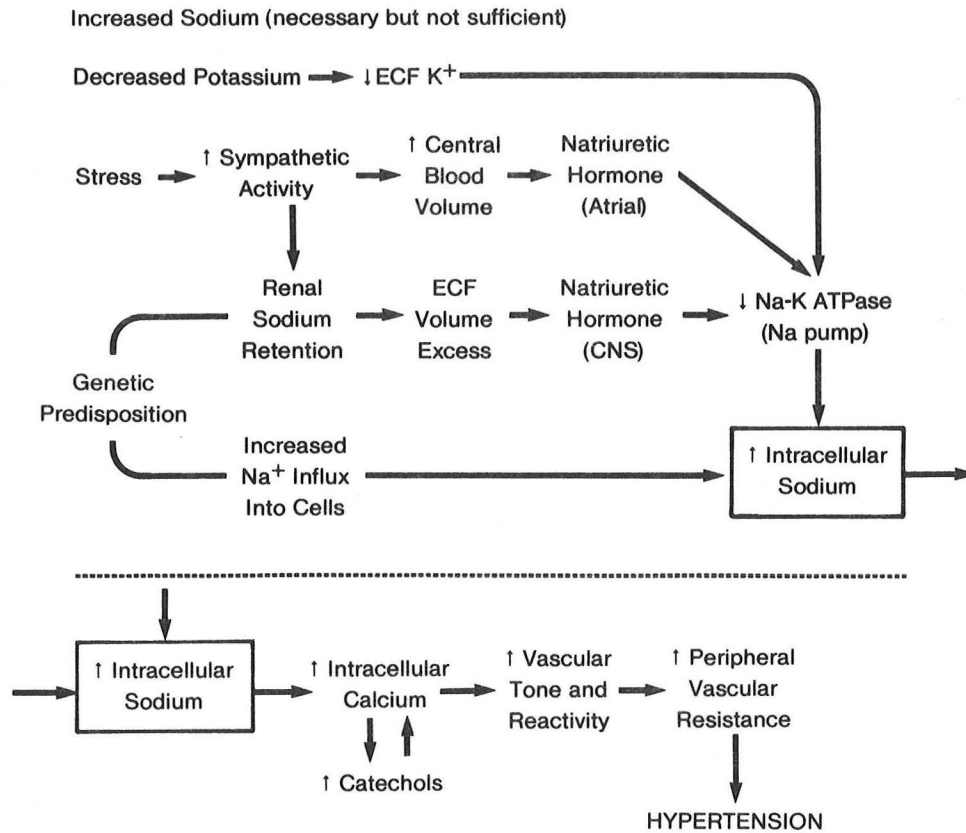 Increased Sodium (necessary but not sufficient)
Decreased Potassium
↓ECF K+
Stress
↑ Sympathetic
Activity
↑ Central
Blood
Volume
Natriuretic
Hormone
(Atrial)
Renal
Sodium
Retention
ECF
Volume
Excess
Natriuretic
Hormone
(CNS)
↓ Na-K ATPase
(Na pump)
Genetic
Predisposition
Increased
Na+ Influx
Into Cells
↑ Intracellular
Sodium
↑ Intracellular
Sodium
↑ Intracellular
Calcium
↑ Catechols
↑ Vascular
Tone and
Reactivity
↑ Peripheral
Vascular
Resistance
HYPERTENSION